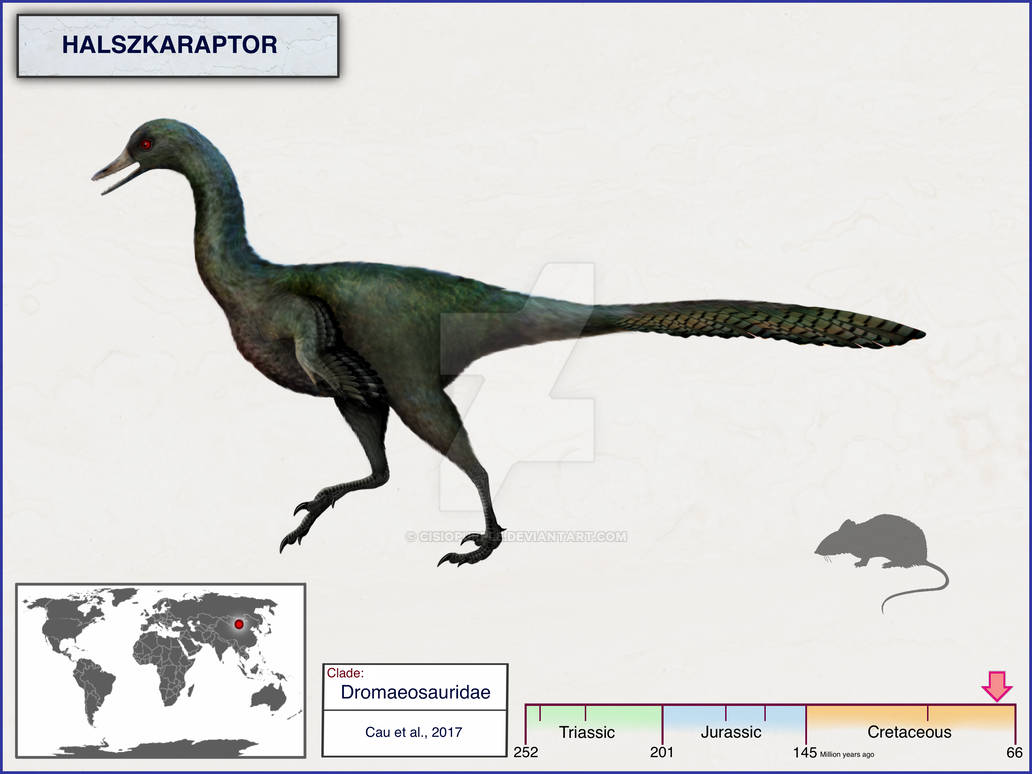 HALSZKARAPTOR
Clade:
Dromaeosauridae
Cau et al., 2017
Triassic
Jurassic
Cretaceous
252
201
145 Million years ago
66